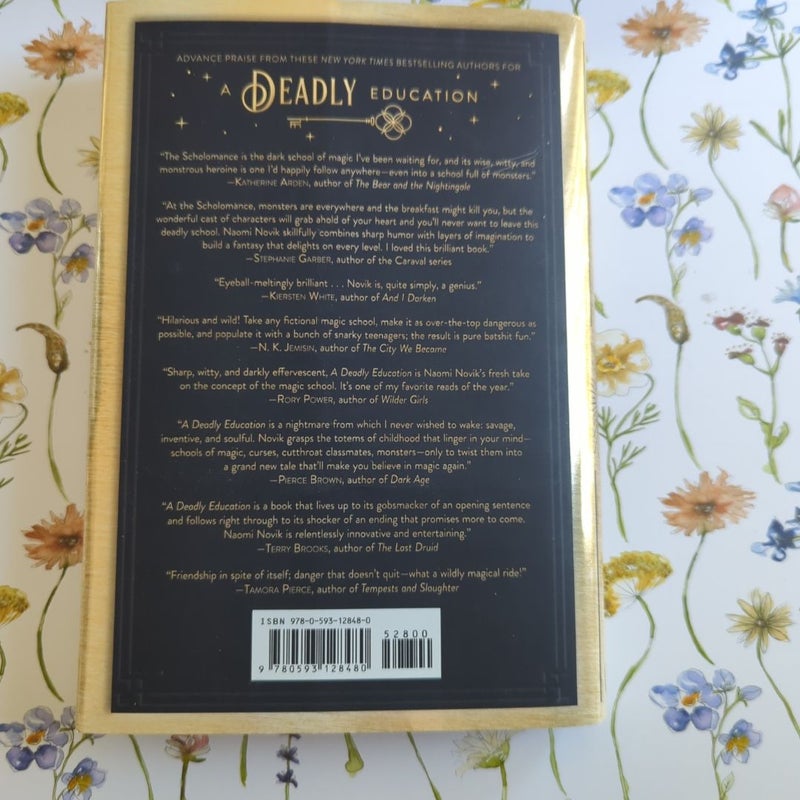 ADVANCE PRAISE FROM THESE NEW YORK TIMES BESTSELLING AUTHORS FOR
A DEADLY EDUCATION
“The Scholomance is the dark school of magic I’ve been waiting for, and its wise, witty, and
monstrous heroine is one I’d happily follow anywhere—even into a school full of monsters.”
—KATHERINE ARDEN, author of The Bear and the Nightingale
“At the Scholomance, monsters are everywhere and the breakfast might kill you, but the
wonderful cast of characters will grab ahold of your heart and you’ll never want to leave this
deadly school. Naomi Novik skillfully combines sharp humor with layers of imagination to
build a fantasy that delights on every level. I loved this brilliant book.”
—STEPHANIE GARBER, author of the Caraval series
“Eyeball-meltingly brilliant . . . Novik is, quite simply, a genius.”
—KIERSTEN WHITE, author of And I Darken
“Hilarious and wild! Take any fictional magic school, make it as over-the-top dangerous as
possible, and populate it with a bunch of snarky teenagers; the result is pure batshit fun.”
—N. K. JEMISIN, author of The City We Became
“Sharp, witty, and darkly effervescent, A Deadly Education is Naomi Novik’s fresh take
on the concept of the magic school. It’s one of my favorite reads of the year.”
—RORY POWER, author of Wilder Girls
“A Deadly Education is a nightmare from which I never wished to wake: savage,
inventive, and soulful. Novik grasps the totems of childhood that linger in your mind—
schools of magic, curses, cutthroat classmates, monsters—only to twist them into
a grand new tale that’ll make you believe in magic again.”
—PIERCE BROWN, author of Dark Age
“A Deadly Education is a book that lives up to its gobsmacker of an opening sentence
and follows right through to its shocker of an ending that promises more to come.
Naomi Novik is relentlessly innovative and entertaining.”
—TERRY BROOKS, author of The Last Druid
“Friendship in spite of itself; danger that doesn’t quit—what a wildly magical ride!”
—TAMORA PIERCE, author of Tempests and Slaughter
ISBN 978-0-593-12848-0
52800
9 780593 128480